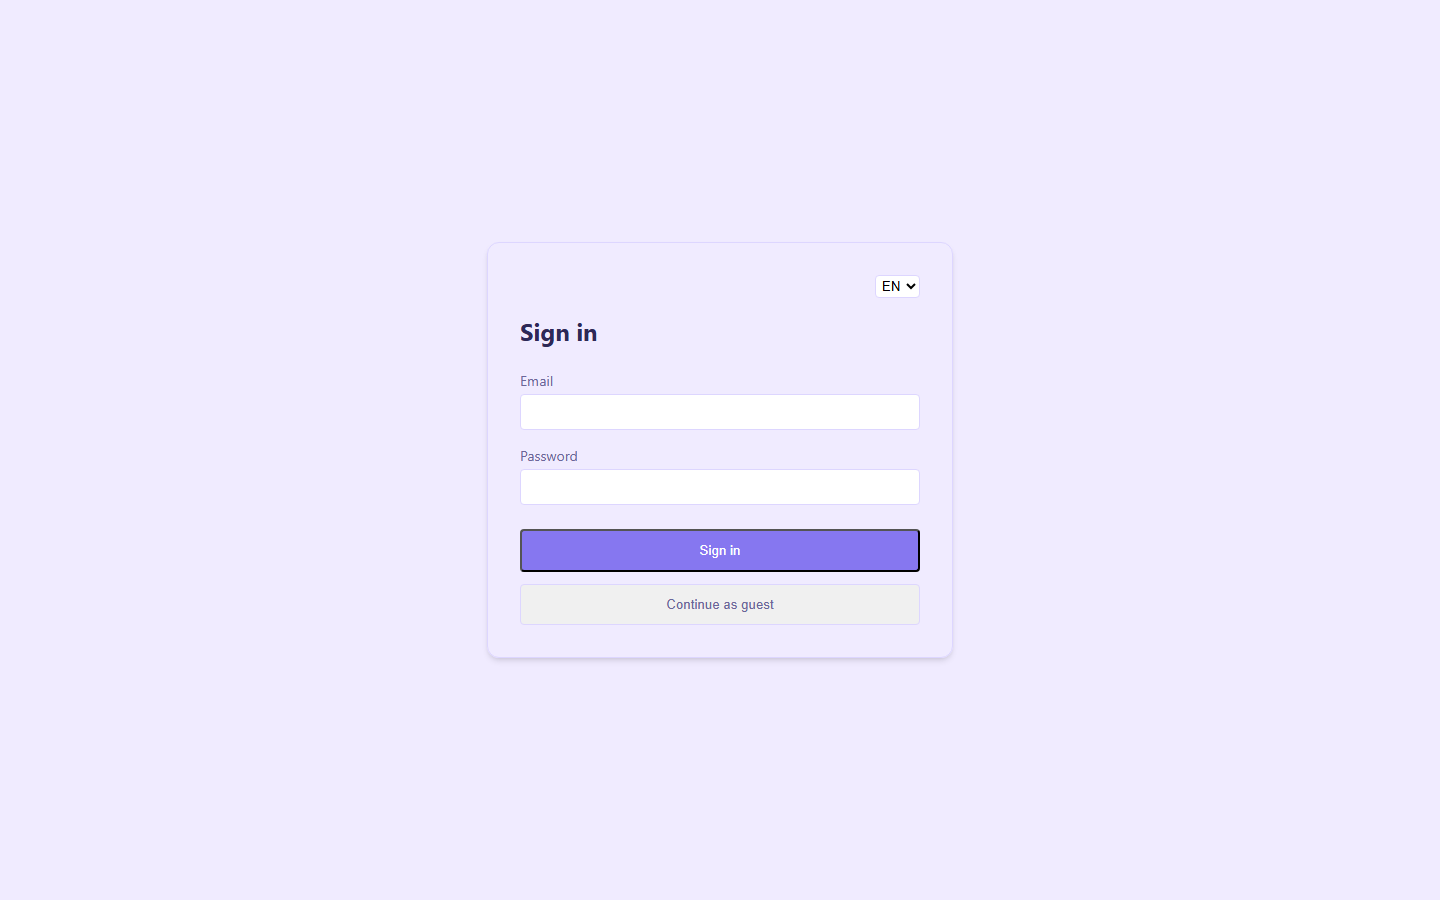 EN
Sign in
Email
Password
Sign in
Continue as guest